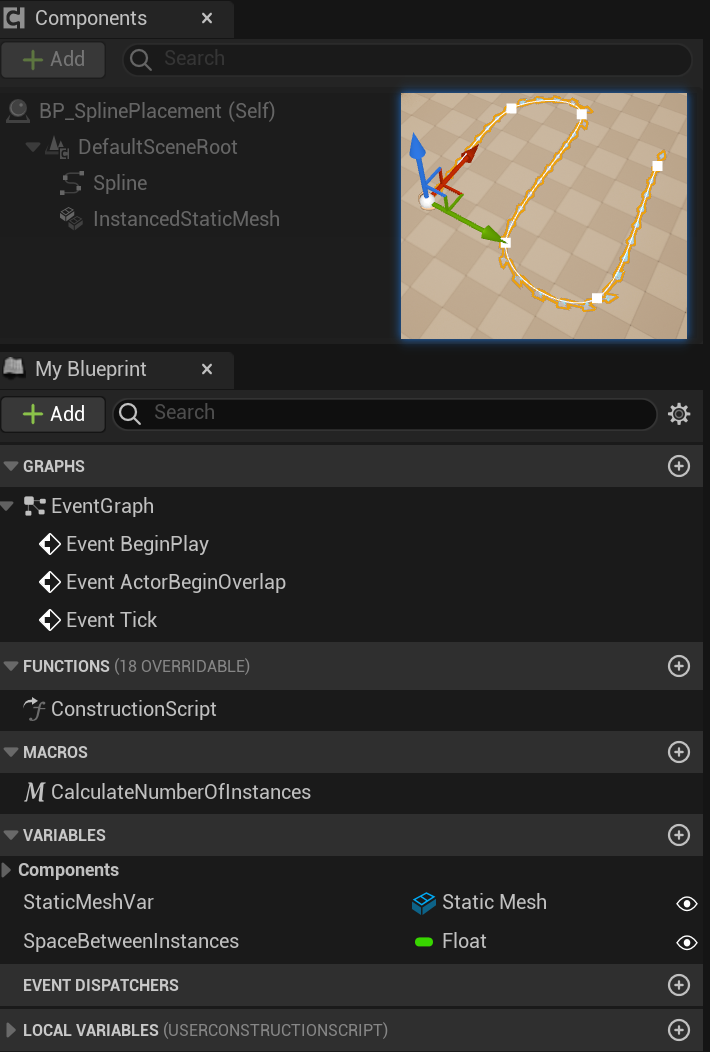 Components
Add
Search
BP_SplinePlacement (Self)
DefaultSceneRoot
Spline
InstancedStaticMesh
My Blueprint
Add
Search
GRAPHS
EventGraph
Event BeginPlay
Event ActorBeginOverlap
Event Tick
FUNCTIONS (18 OVERRIDABLE)
ConstructionScript
MACROS
CalculateNumberOfInstances
VARIABLES
Components
StaticMeshVar Static Mesh
SpaceBetweenInstances Float
EVENT DISPATCHERS
LOCAL VARIABLES (USERCONSTRUCTIONSCRIPT)